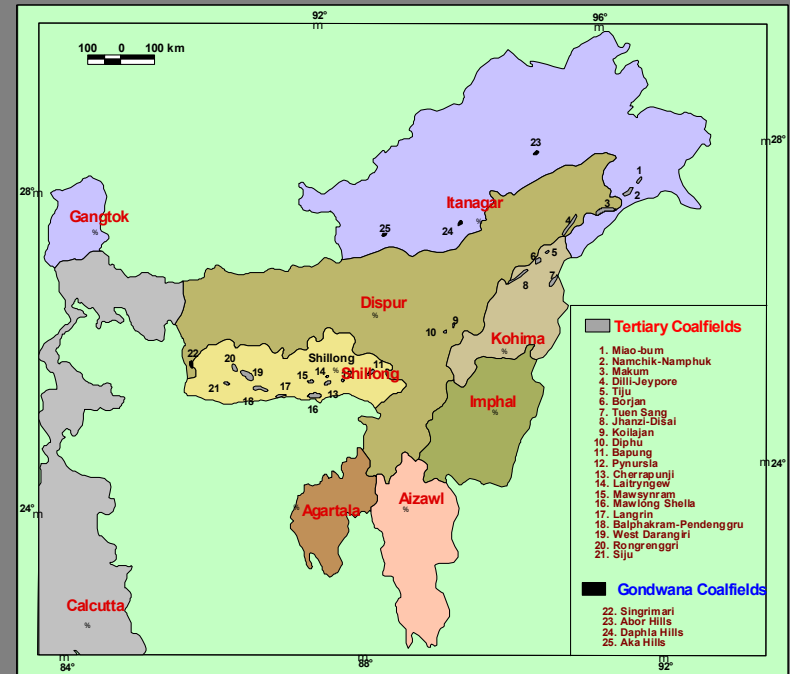 92°
96°
100 0 100 km
28°
28°
23
1
2
3
Itanagar
Gangtok
25
24
4
6
5
7
8
Dispur
9
10
Kohima
22
20
19
Shillong
11
14
15
12
Shillong
21
17
13
18
16
Imphal
24°
24°
Agartala
Aizawl
Calcutta
84°
88°
92°
Tertiary Coalfields
1. Miao-bum
2. Namchik-Namphuk
3. Makum
4. Dilli-Jeypore
5. Tiju
6. Borjan
7. Tuen Sang
8. Jhanzi-Disai
9. Koilajan
10. Diphu
11. Bapung
12. Pynursla
13. Cherrapunji
14. Laitryngew
15. Mawsynram
16. Mawlong Shella
17. Langrin
18. Balphakram-Pendenggru
19. West Darangiri
20. Rongrenggri
21. Siju
Gondwana Coalfields
22. Singrimari
23. Abor Hills
24. Daphla Hills
25. Aka Hills